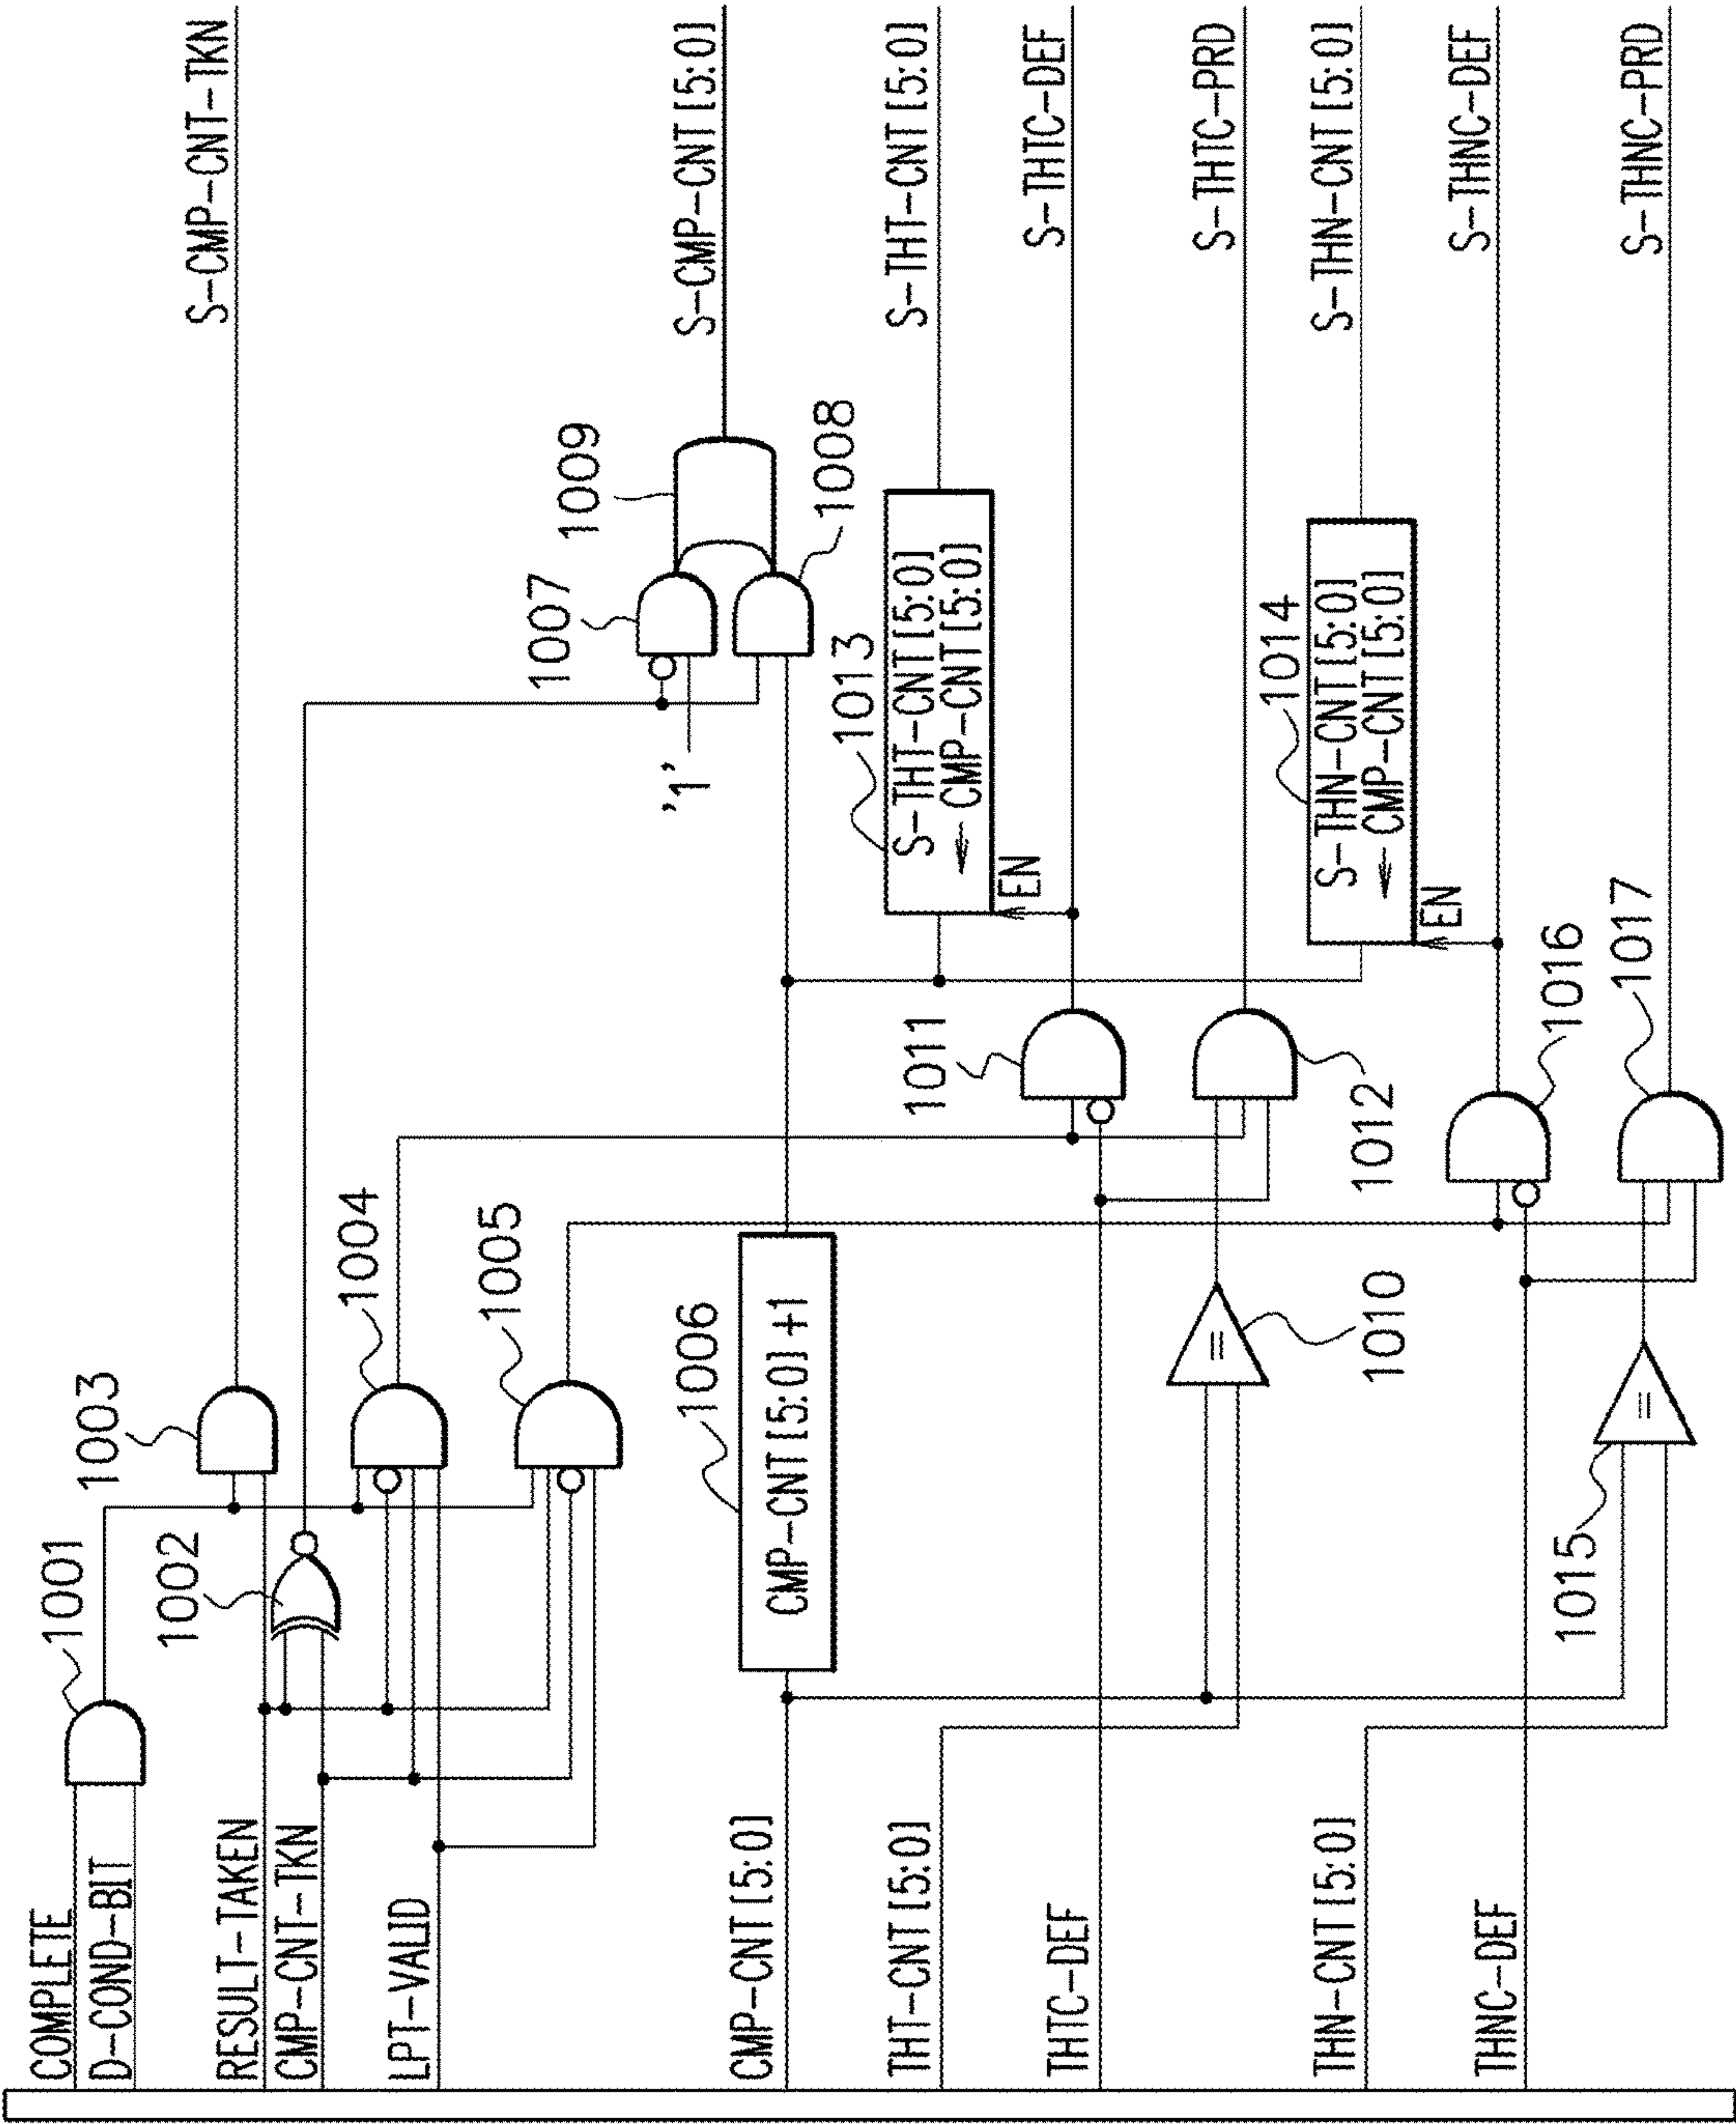 COMPLETE
D-COND-BIT
RESULT-TAKEN
CMP-CNT-TKN
LPT-VALID
CMP-CNT[5:0]
THT-CNT[5:0]
THTC-DEF
THN-CNT[5:0]
THNC-DEF
1001
1002
1003
1004
1005
1006
CMP-CNT[5:0]+1
1010
1015
1011
1012
1016
1017
'1'
1007
1008
1009
1013
S-THT-CNT[5:0]
← CMP-CNT[5:0]
EN
1014
S-THN-CNT[5:0]
← CMP-CNT[5:0]
EN
S-CMP-CNT-TKN
S-CMP-CNT[5:0]
S-THT-CNT[5:0]
S-THTC-DEF
S-THTC-PRD
S-THN-CNT[5:0]
S-THNC-DEF
S-THNC-PRD
=
=